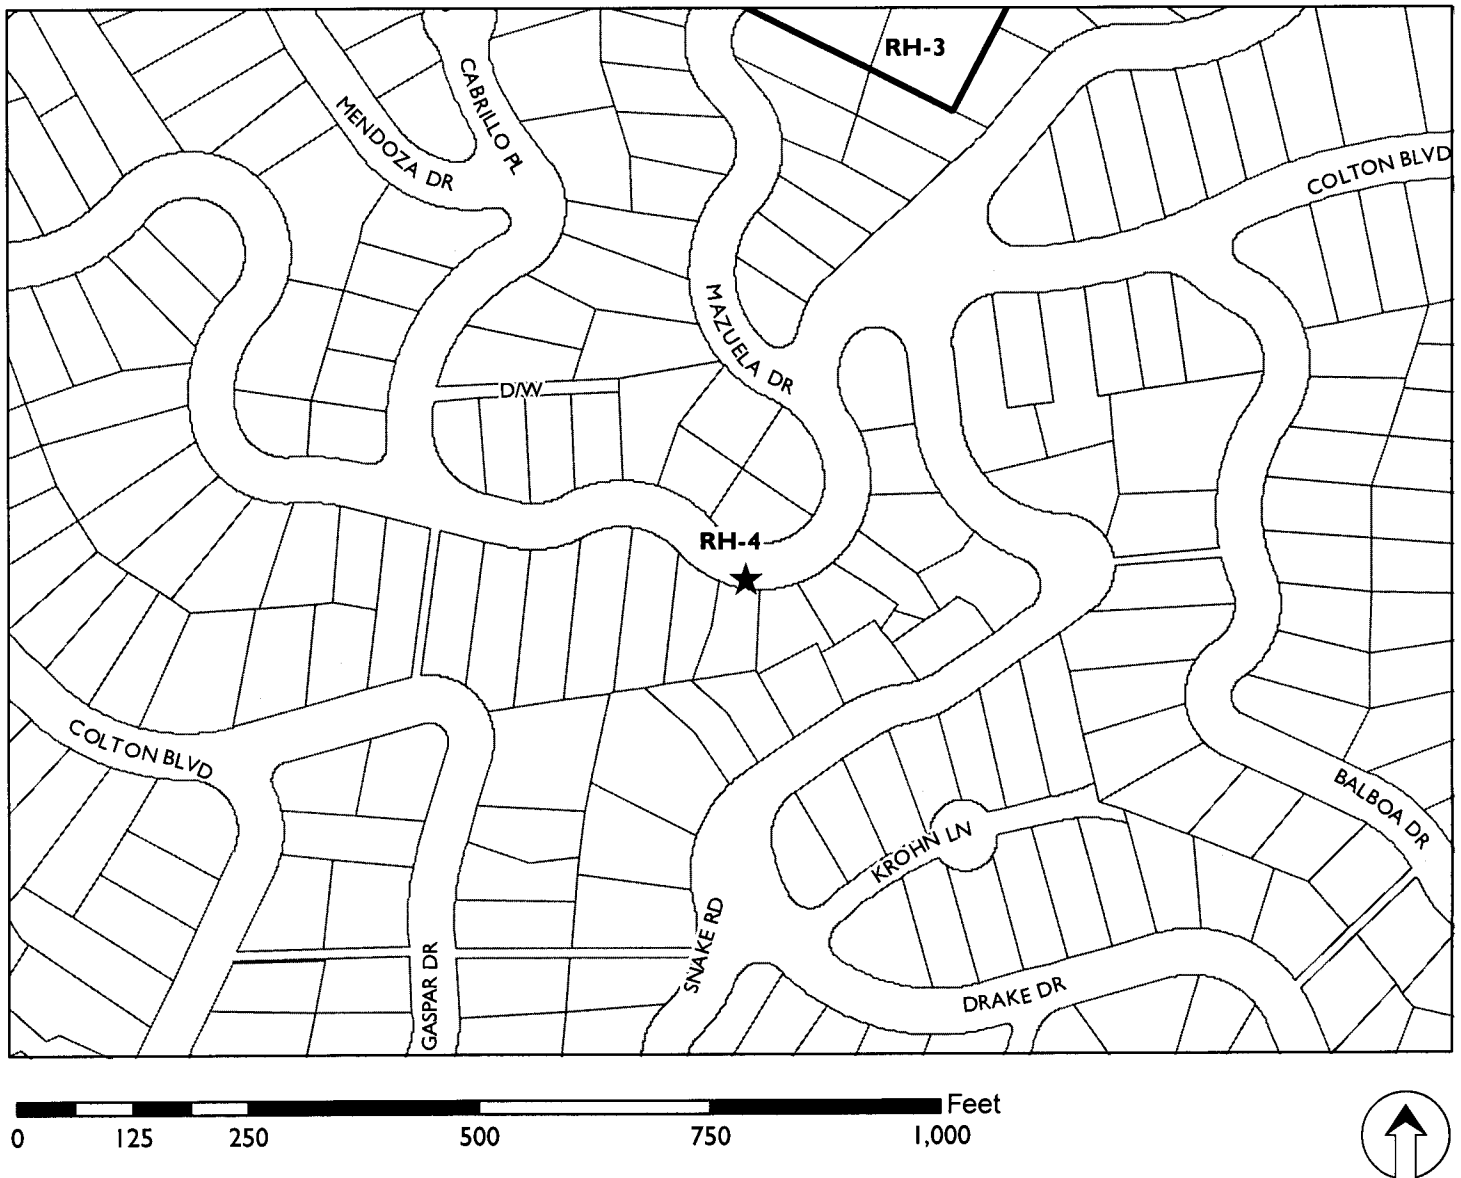 RH-3
CABRILLO PL
MENDOZA DR
COLTON BLVD
MAZUELA DR
D/W
RH-4
COLTON BLVD
BALBOA DR
KROHN LN
SNAKE RD
GASPAR DR
DRAKE DR
Feet
0 125 250 500 750 1,000